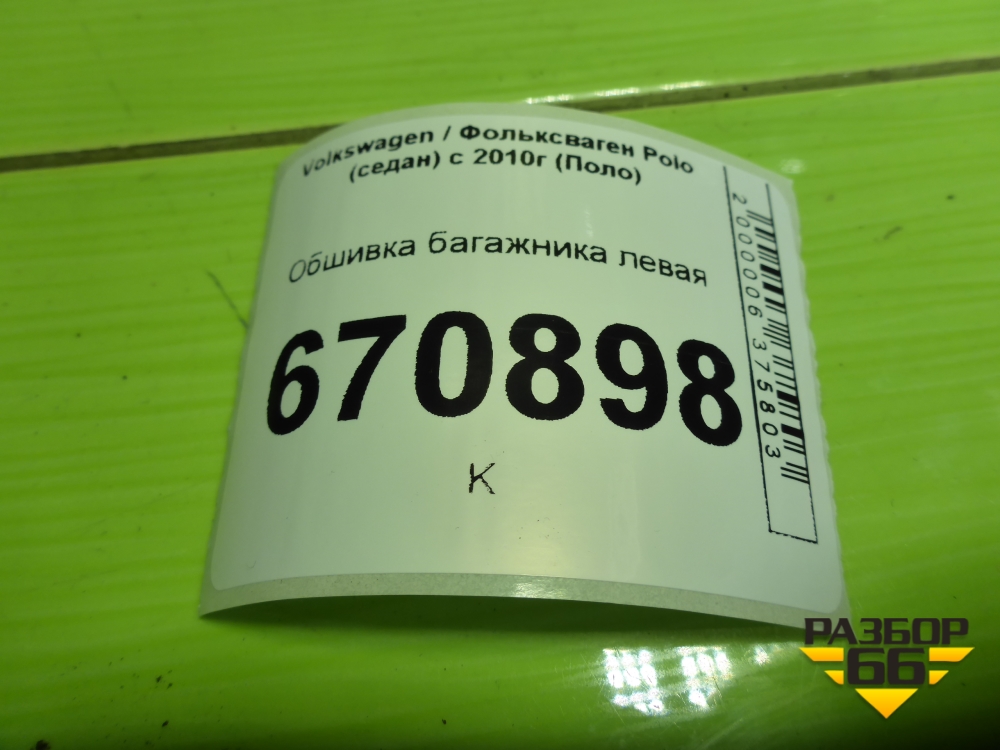 Volkswagen / Фольксваген Polo
(седан) с 2010г (Поло)
Обшивка багажника левая
670898
К
2000006375803
РАЗБОР
66